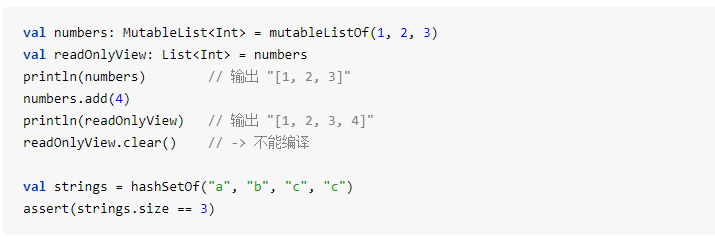 val numbers: MutableList<Int> = mutableListOf(1, 2, 3)
val readOnlyView: List<Int> = numbers
println(numbers)        // 输出 "[1, 2, 3]"
numbers.add(4)
println(readOnlyView)   // 输出 "[1, 2, 3, 4]"
readOnlyView.clear()    // -> 不能编译
val strings = hashSetOf("a", "b", "c", "c")
assert(strings.size == 3)